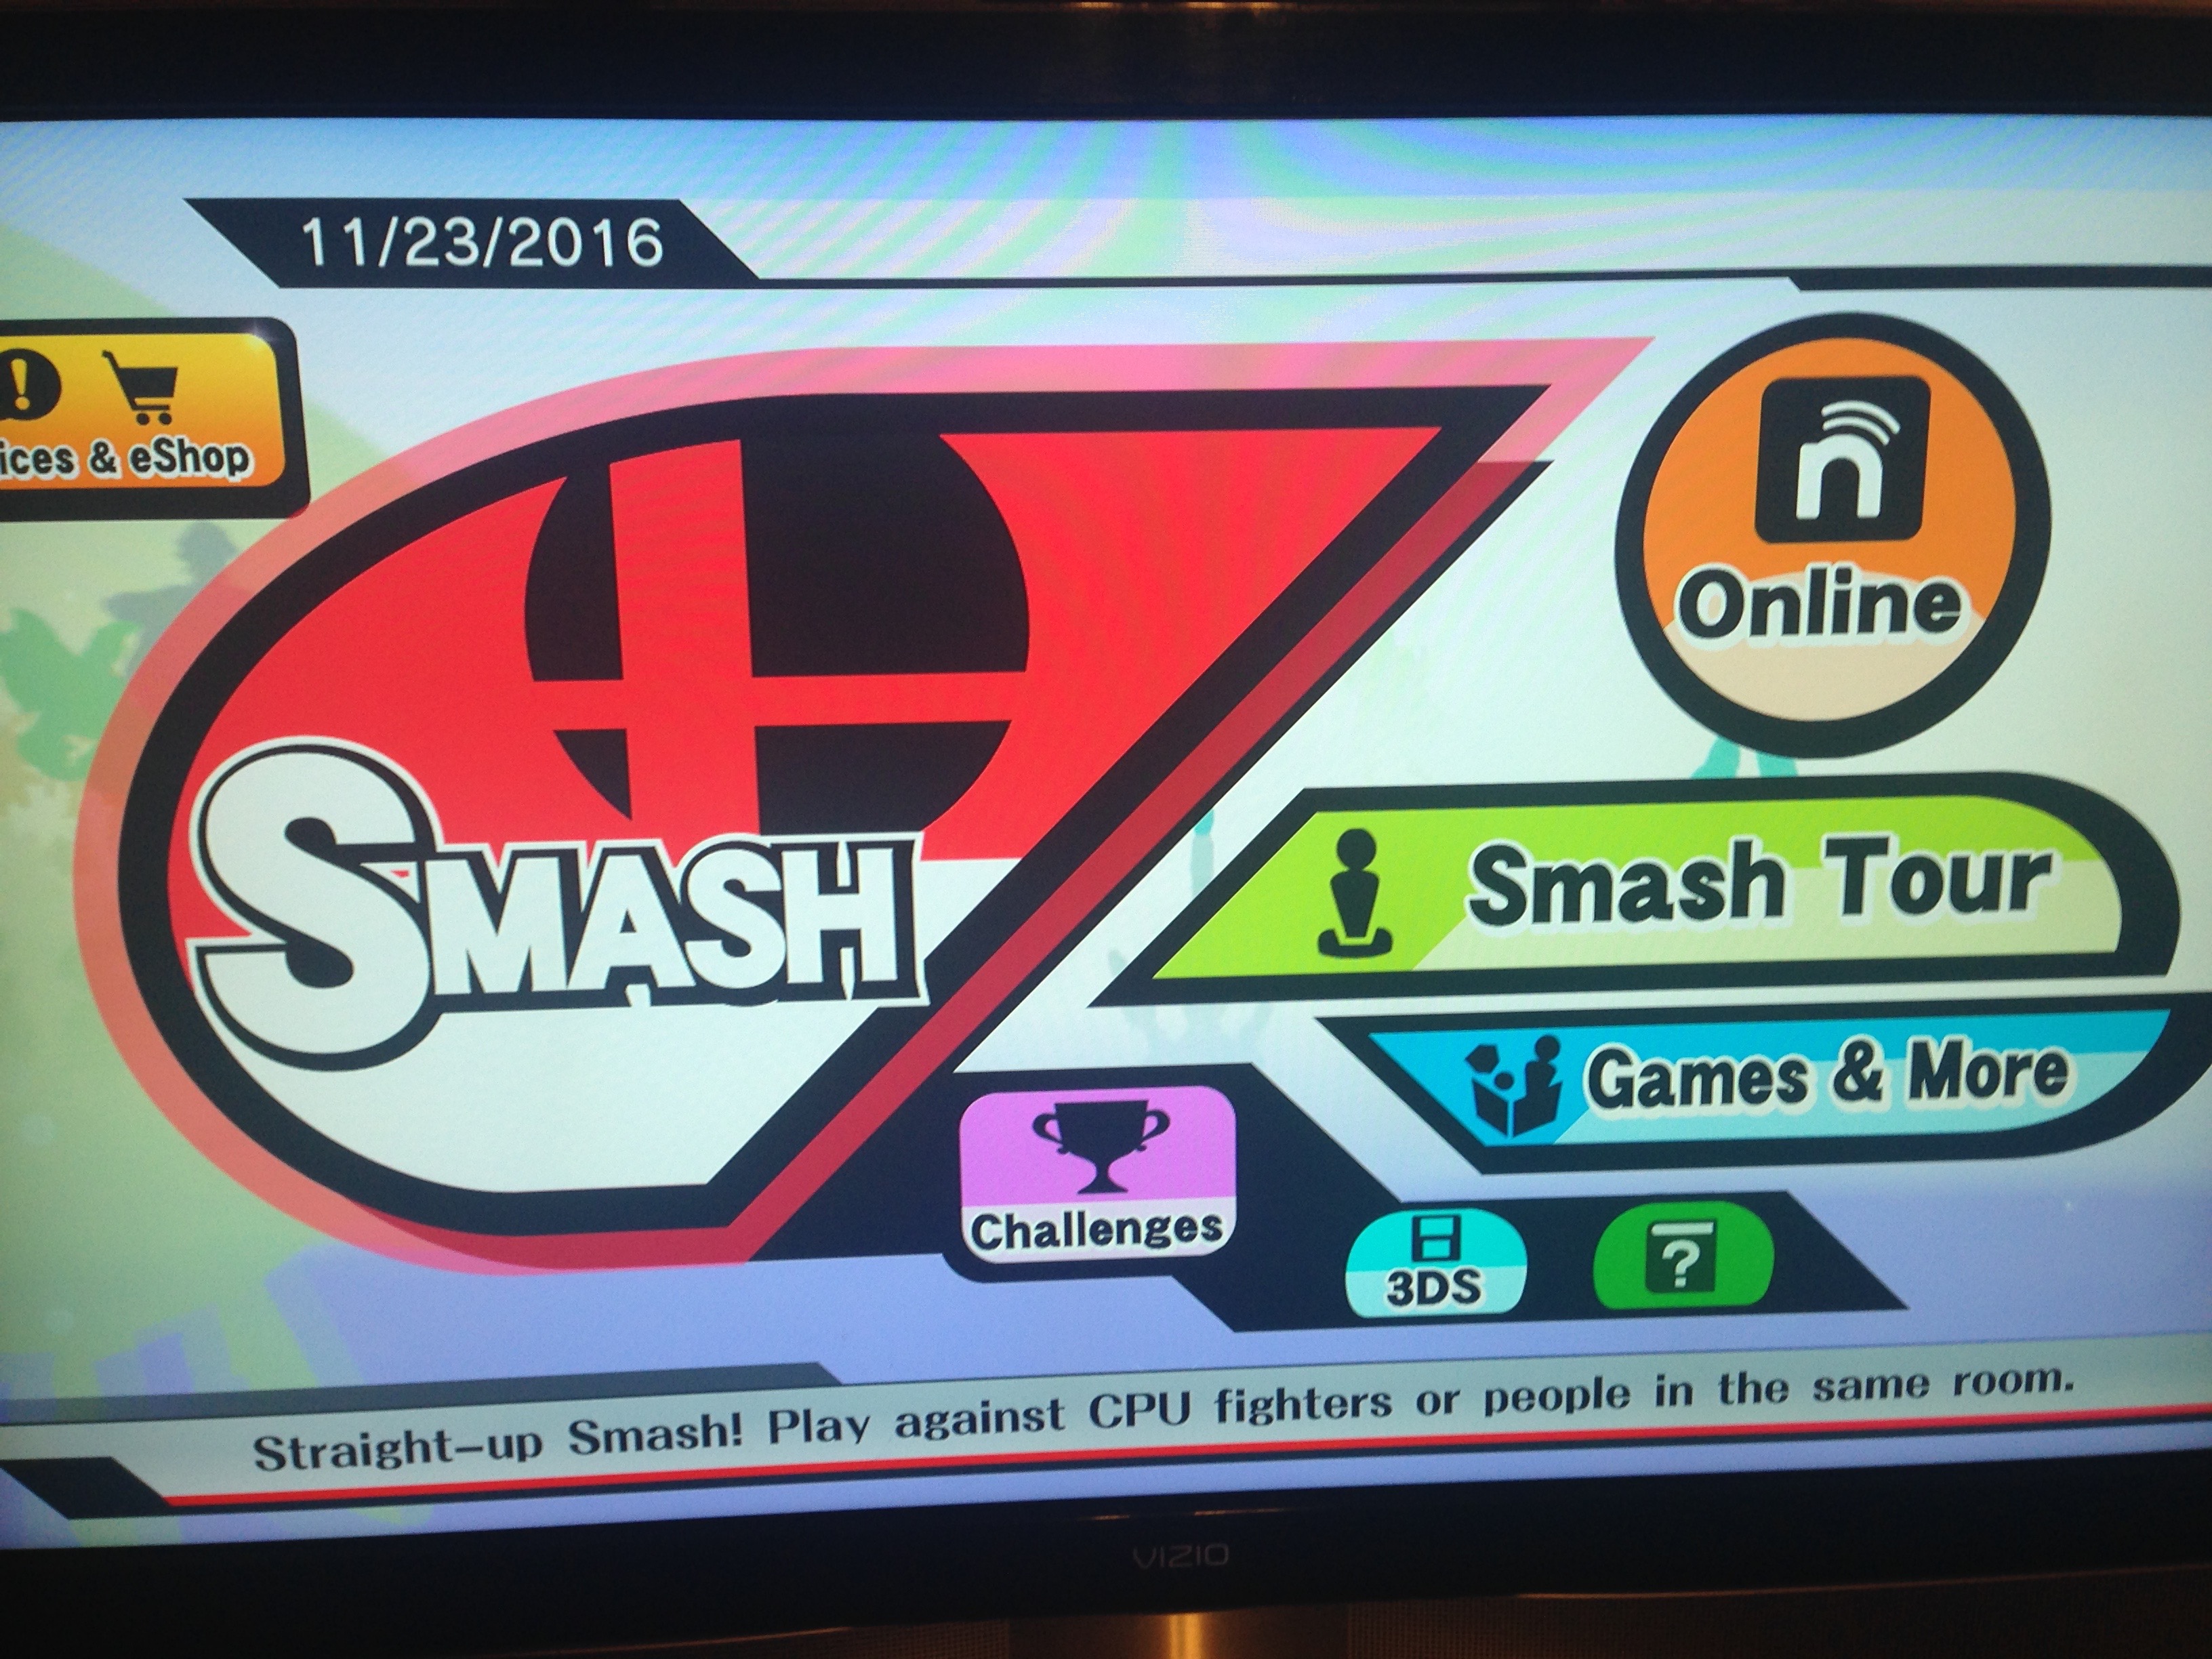 11/23/2016
ices & eShop
Online
SMASH
Smash Tour
Games & More
Challenges
3DS
?
Straight-up Smash! Play against CPU fighters or people in the same room.
VIZIO